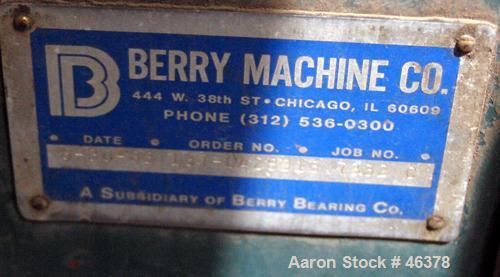 B
BERRY MACHINE CO.
444 W. 38th ST • CHICAGO, IL 60609
PHONE (312) 536-0300
• DATE • ORDER NO. • JOB NO. •
A SUBSIDIARY OF BERRY BEARING CO.
Aaron Stock # 46378